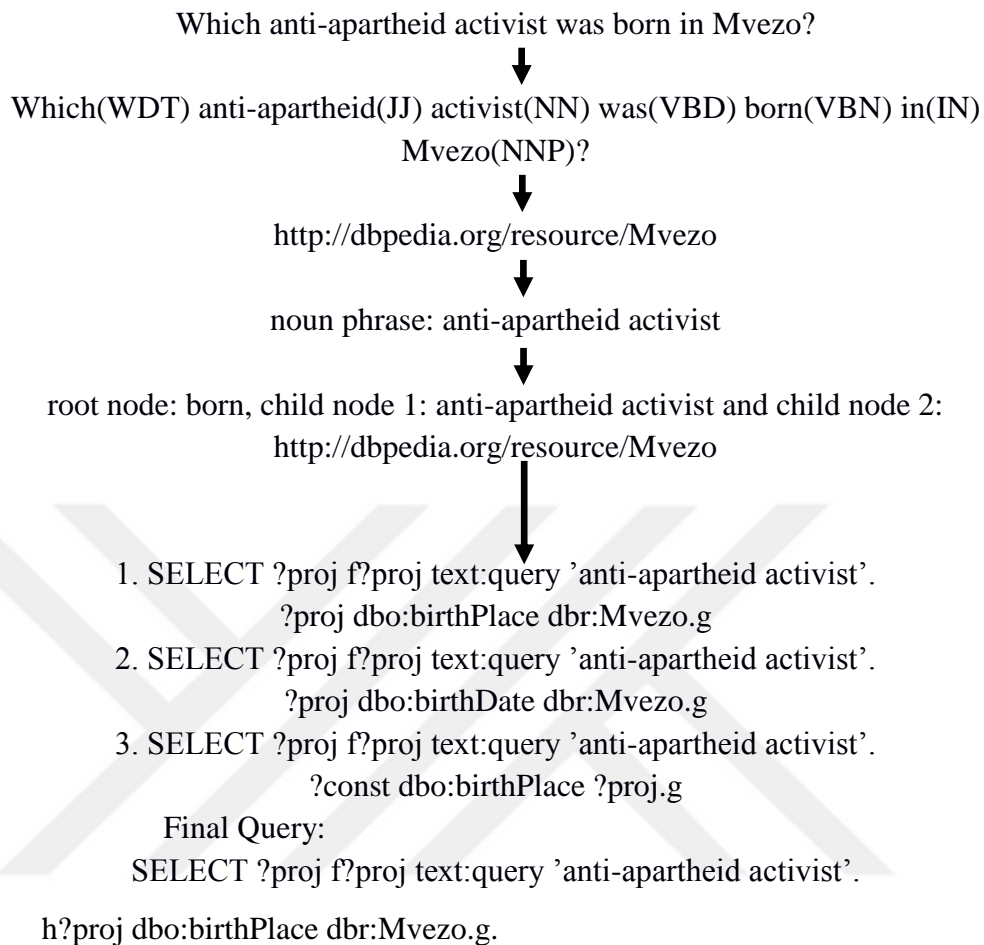 Which anti-apartheid activist was born in Mvezo?
Which(WDT) anti-apartheid(JJ) activist(NN) was(VBD) born(VBN) in(IN)
Mvezo(NNP)?
http://dbpedia.org/resource/Mvezo
noun phrase: anti-apartheid activist
root node: born, child node 1: anti-apartheid activist and child node 2:
http://dbpedia.org/resource/Mvezo
1. SELECT ?proj f?proj text:query ’anti-apartheid activist’.
?proj dbo:birthPlace dbr:Mvezo.g
2. SELECT ?proj f?proj text:query ’anti-apartheid activist’.
?proj dbo:birthDate dbr:Mvezo.g
3. SELECT ?proj f?proj text:query ’anti-apartheid activist’.
?const dbo:birthPlace ?proj.g
Final Query:
SELECT ?proj f?proj text:query ’anti-apartheid activist’.
h?proj dbo:birthPlace dbr:Mvezo.g.